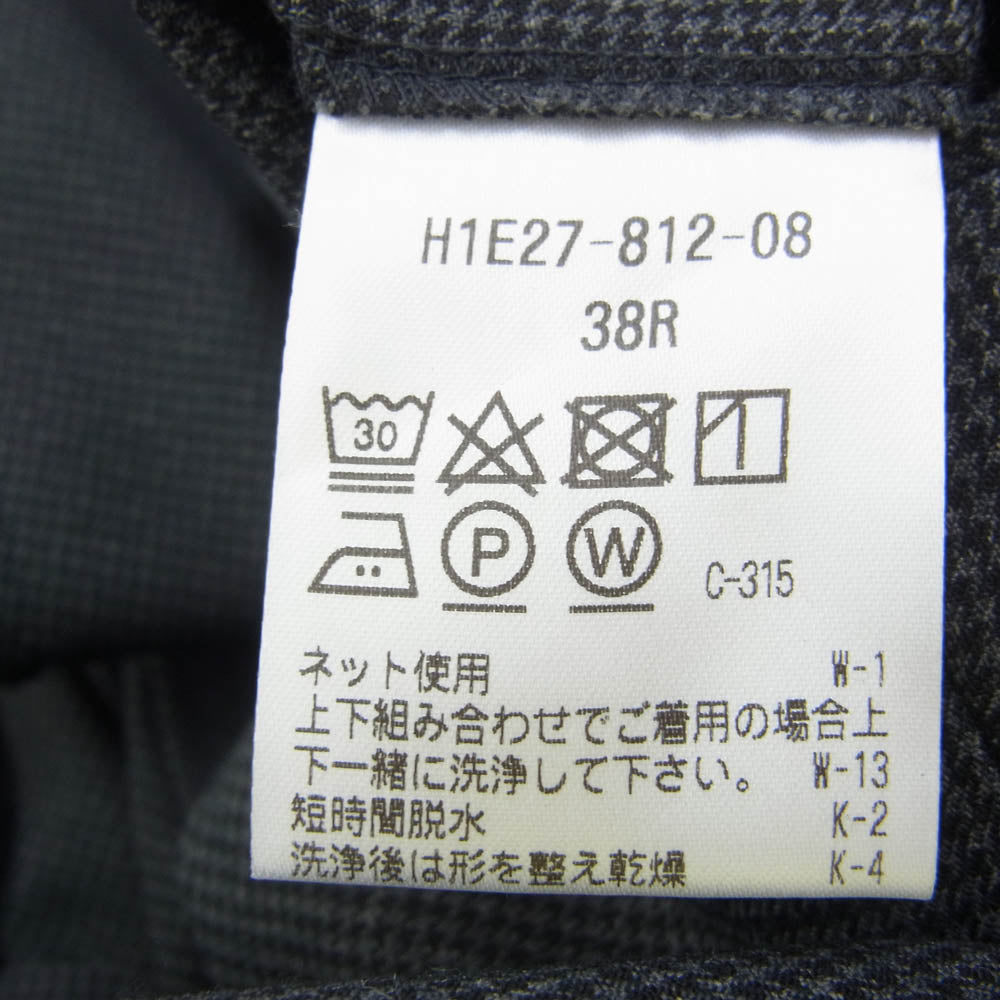 H1E27-812-08
38R
30
P W C-315
ネット使用 W-1
上下組み合わせでご着用の場合上
下一緒に洗浄して下さい。 W-13
短時間脱水 K-2
洗浄後は形を整え乾燥 K-4